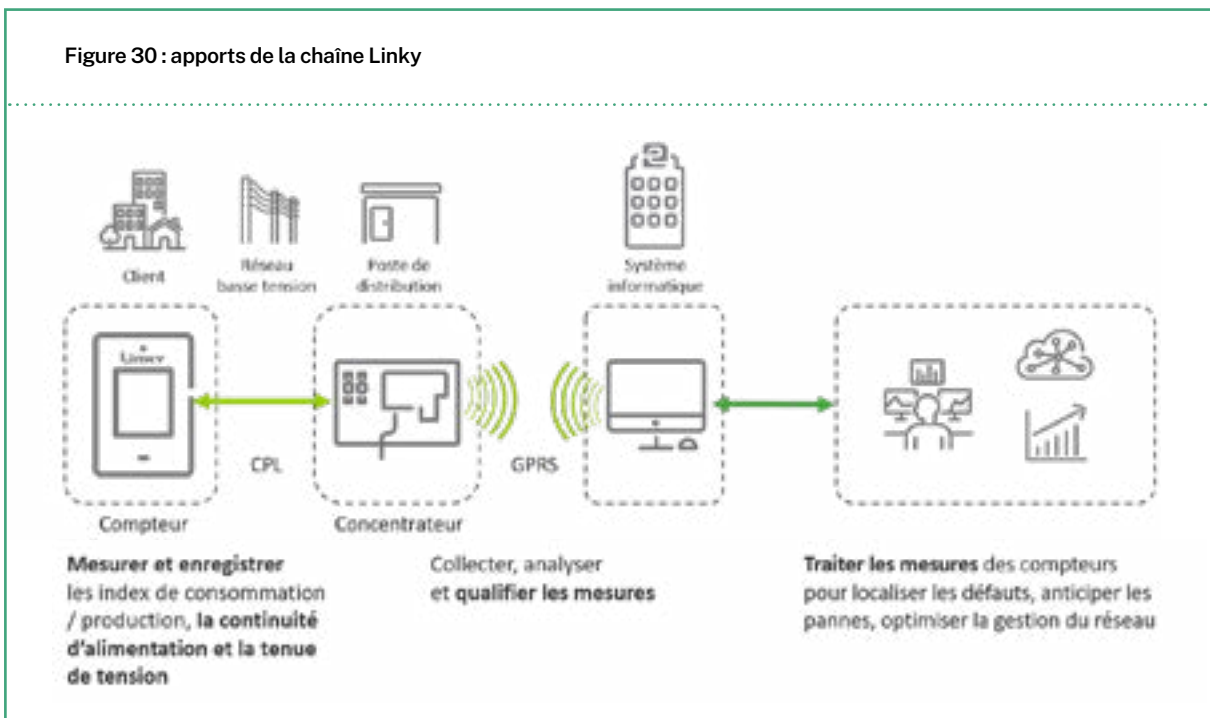 Figure 30 : apports de la chaîne Linky
Client
Réseau
basse tension
Poste de
distribution
Système
informatique
Linky
CPL
GPRS
Compteur
Concentrateur
Mesurer et enregistrer
les index de consommation
/ production, la continuité
d'alimentation et la tenue
de tension
Collecter, analyser
et qualifier les mesures
Traiter les mesures des compteurs
pour localiser les défauts, anticiper les
pannes, optimiser la gestion du réseau